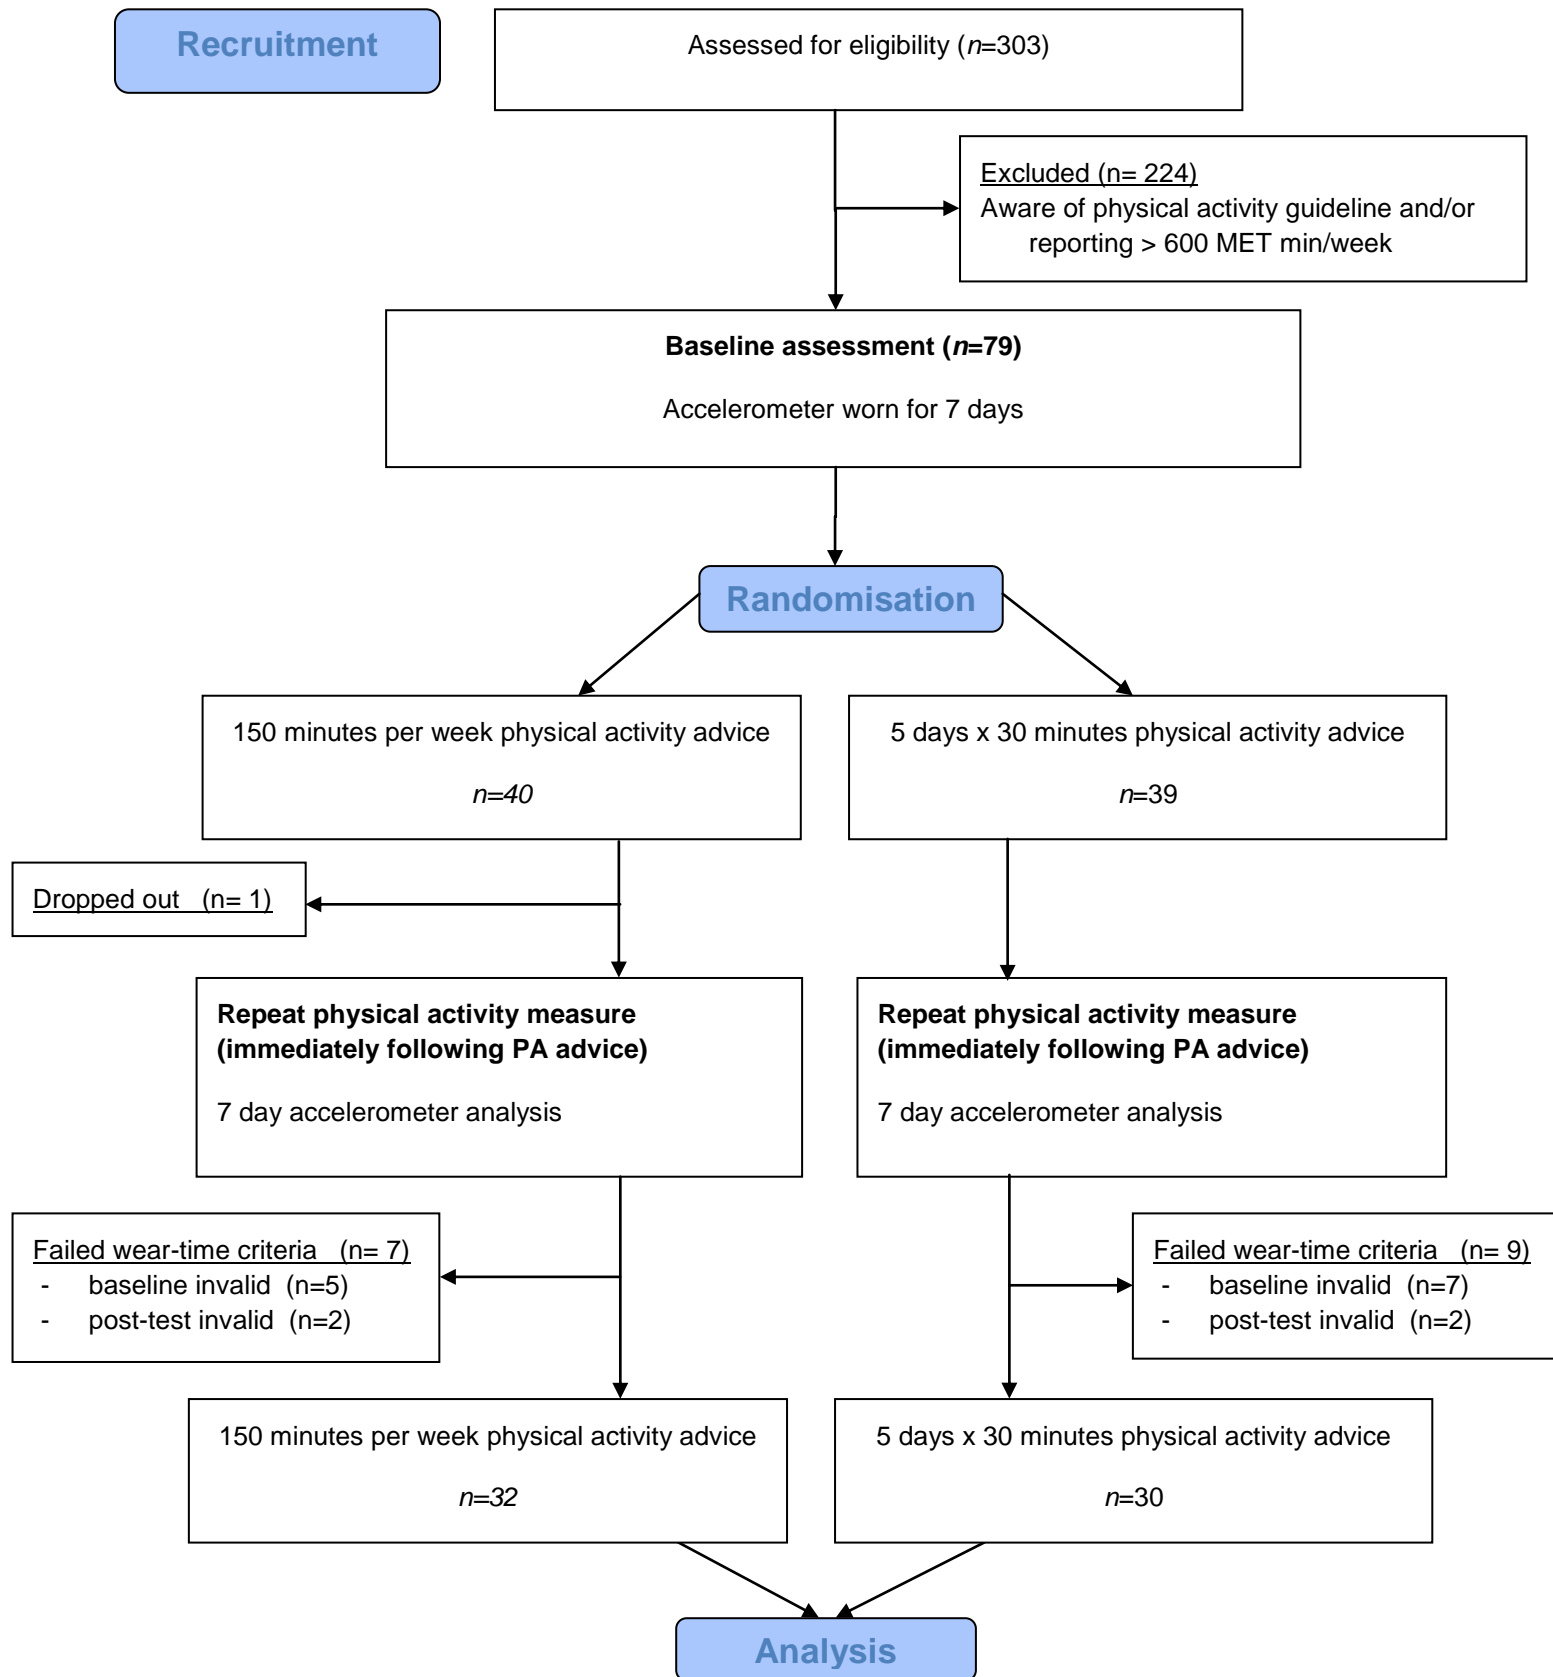 Recruitment
Assessed for eligibility (n=303)
Excluded (n= 224)
Aware of physical activity guideline and/or
reporting > 600 MET min/week
Baseline assessment (n=79)
Accelerometer worn for 7 days
Randomisation
150 minutes per week physical activity advice
n=40
5 days x 30 minutes physical activity advice
n=39
Dropped out (n= 1)
Repeat physical activity measure
(immediately following PA advice)
7 day accelerometer analysis
Repeat physical activity measure
(immediately following PA advice)
7 day accelerometer analysis
Failed wear-time criteria (n= 7)
- baseline invalid (n=5)
- post-test invalid (n=2)
Failed wear-time criteria (n= 9)
- baseline invalid (n=7)
- post-test invalid (n=2)
150 minutes per week physical activity advice
n=32
5 days x 30 minutes physical activity advice
n=30
Analysis